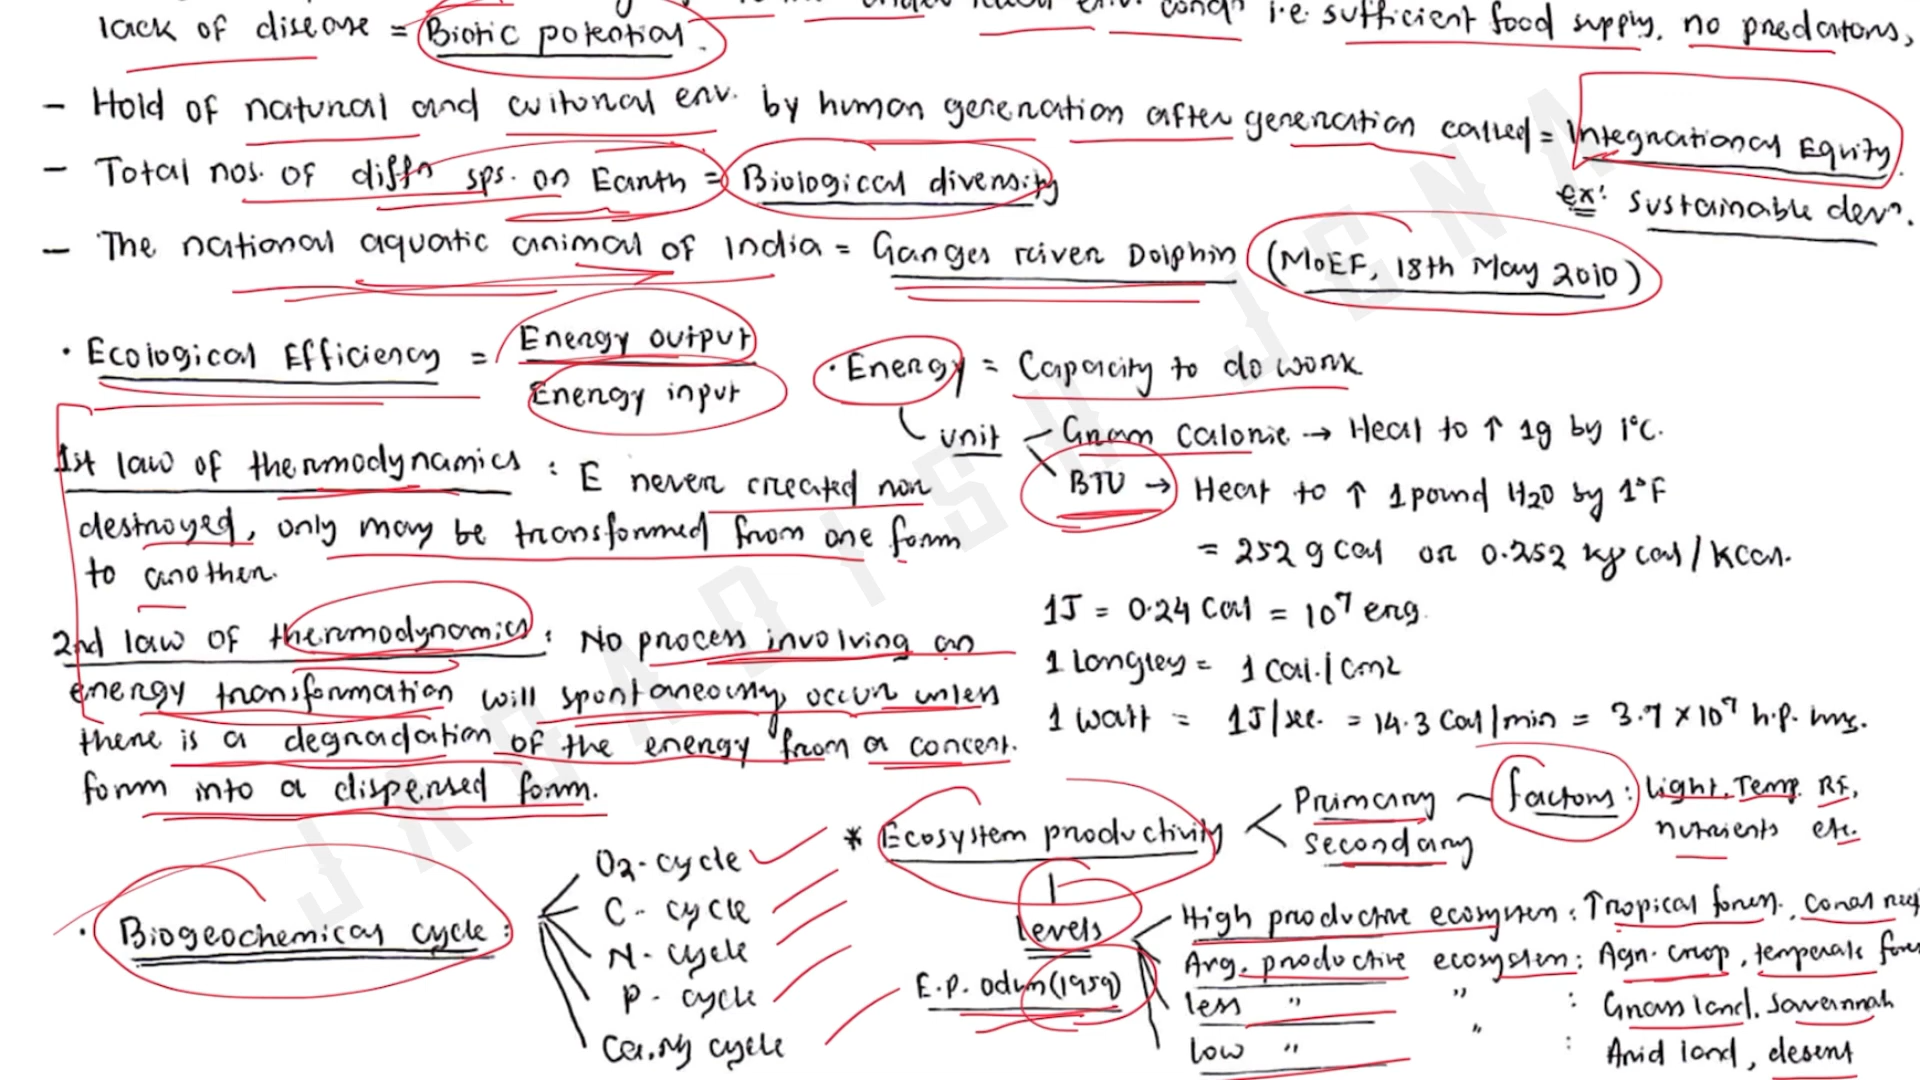 i.e. sufficient food supply, no predators,
lack of disease = Biotic potential.
- Hold of natural and cultural env. by human generation after generation called = Integrational Equity.
ex: sustainable devn.
- Total nos. of diffn sps. on Earth = Biological diversity
- The national aquatic animal of India = Ganges river Dolphin (MoEF, 18th May 2010)
· Ecological Efficiency = Energy output
Energy input
· Energy = Capacity to do work
unit
Gram Calorie → Heat to ↑ 1g by 1°C.
BTU → Heat to ↑ 1 pound H2O by 1°F
= 252 g cal or 0.252 kg cal/kcal.
1J = 0.24 Cal = 10⁷ erg.
1 Longley = 1 cal./cm2
1 watt = 1J/sec. = 14.3 Cal/min = 3.7 × 10⁷ h.p. hrs.
1st law of thermodynamics : E never created nor
destroyed, only may be transformed from one form
to another.
2nd law of thermodynamics : No process involving an
energy transformation will spontaneously occur unless
there is a degradation of the energy from a concent.
form into a dispersed form.
· Biogeochemical cycle :
O2 - cycle
C - cycle
N - cycle
P - cycle
Ca, Mg cycle
* Ecosystem productivity
Primary
Secondary
factors : light, Temp. RF,
nutrients etc.
levels
E.P. Odum (1959)
High productive ecosystem : Tropical forest, Coral reef
Avg. productive ecosystem : Agri. crop, temperate fores
less " " : Grass land, Savannah
low " " : Arid land, desert
JAGADISH JENA